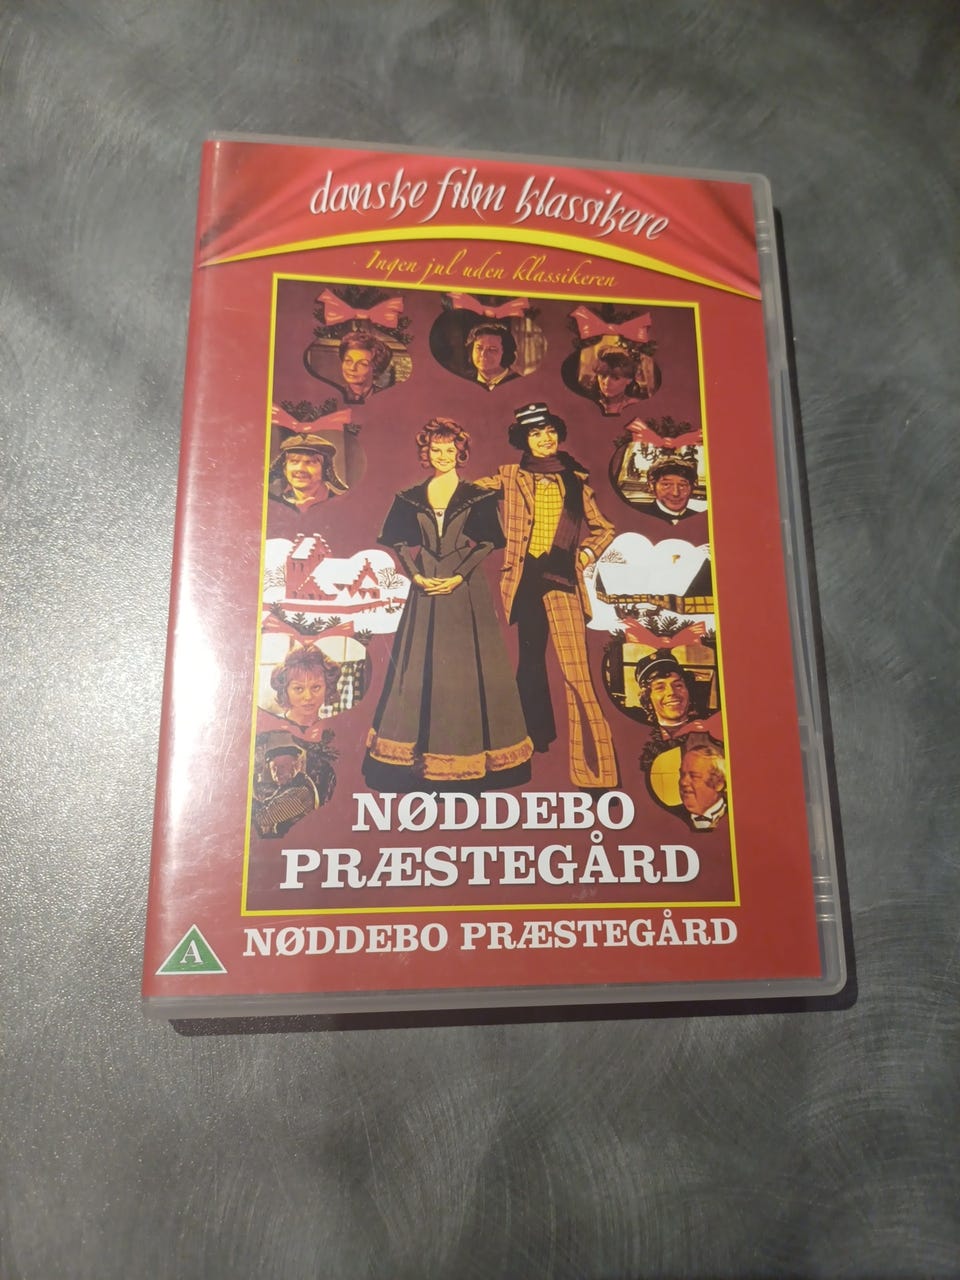 danske film klassikere
Ingen jul uden klassikeren
NØDDEBO
PRÆSTEGÅRD
A
NØDDEBO PRÆSTEGÅRD